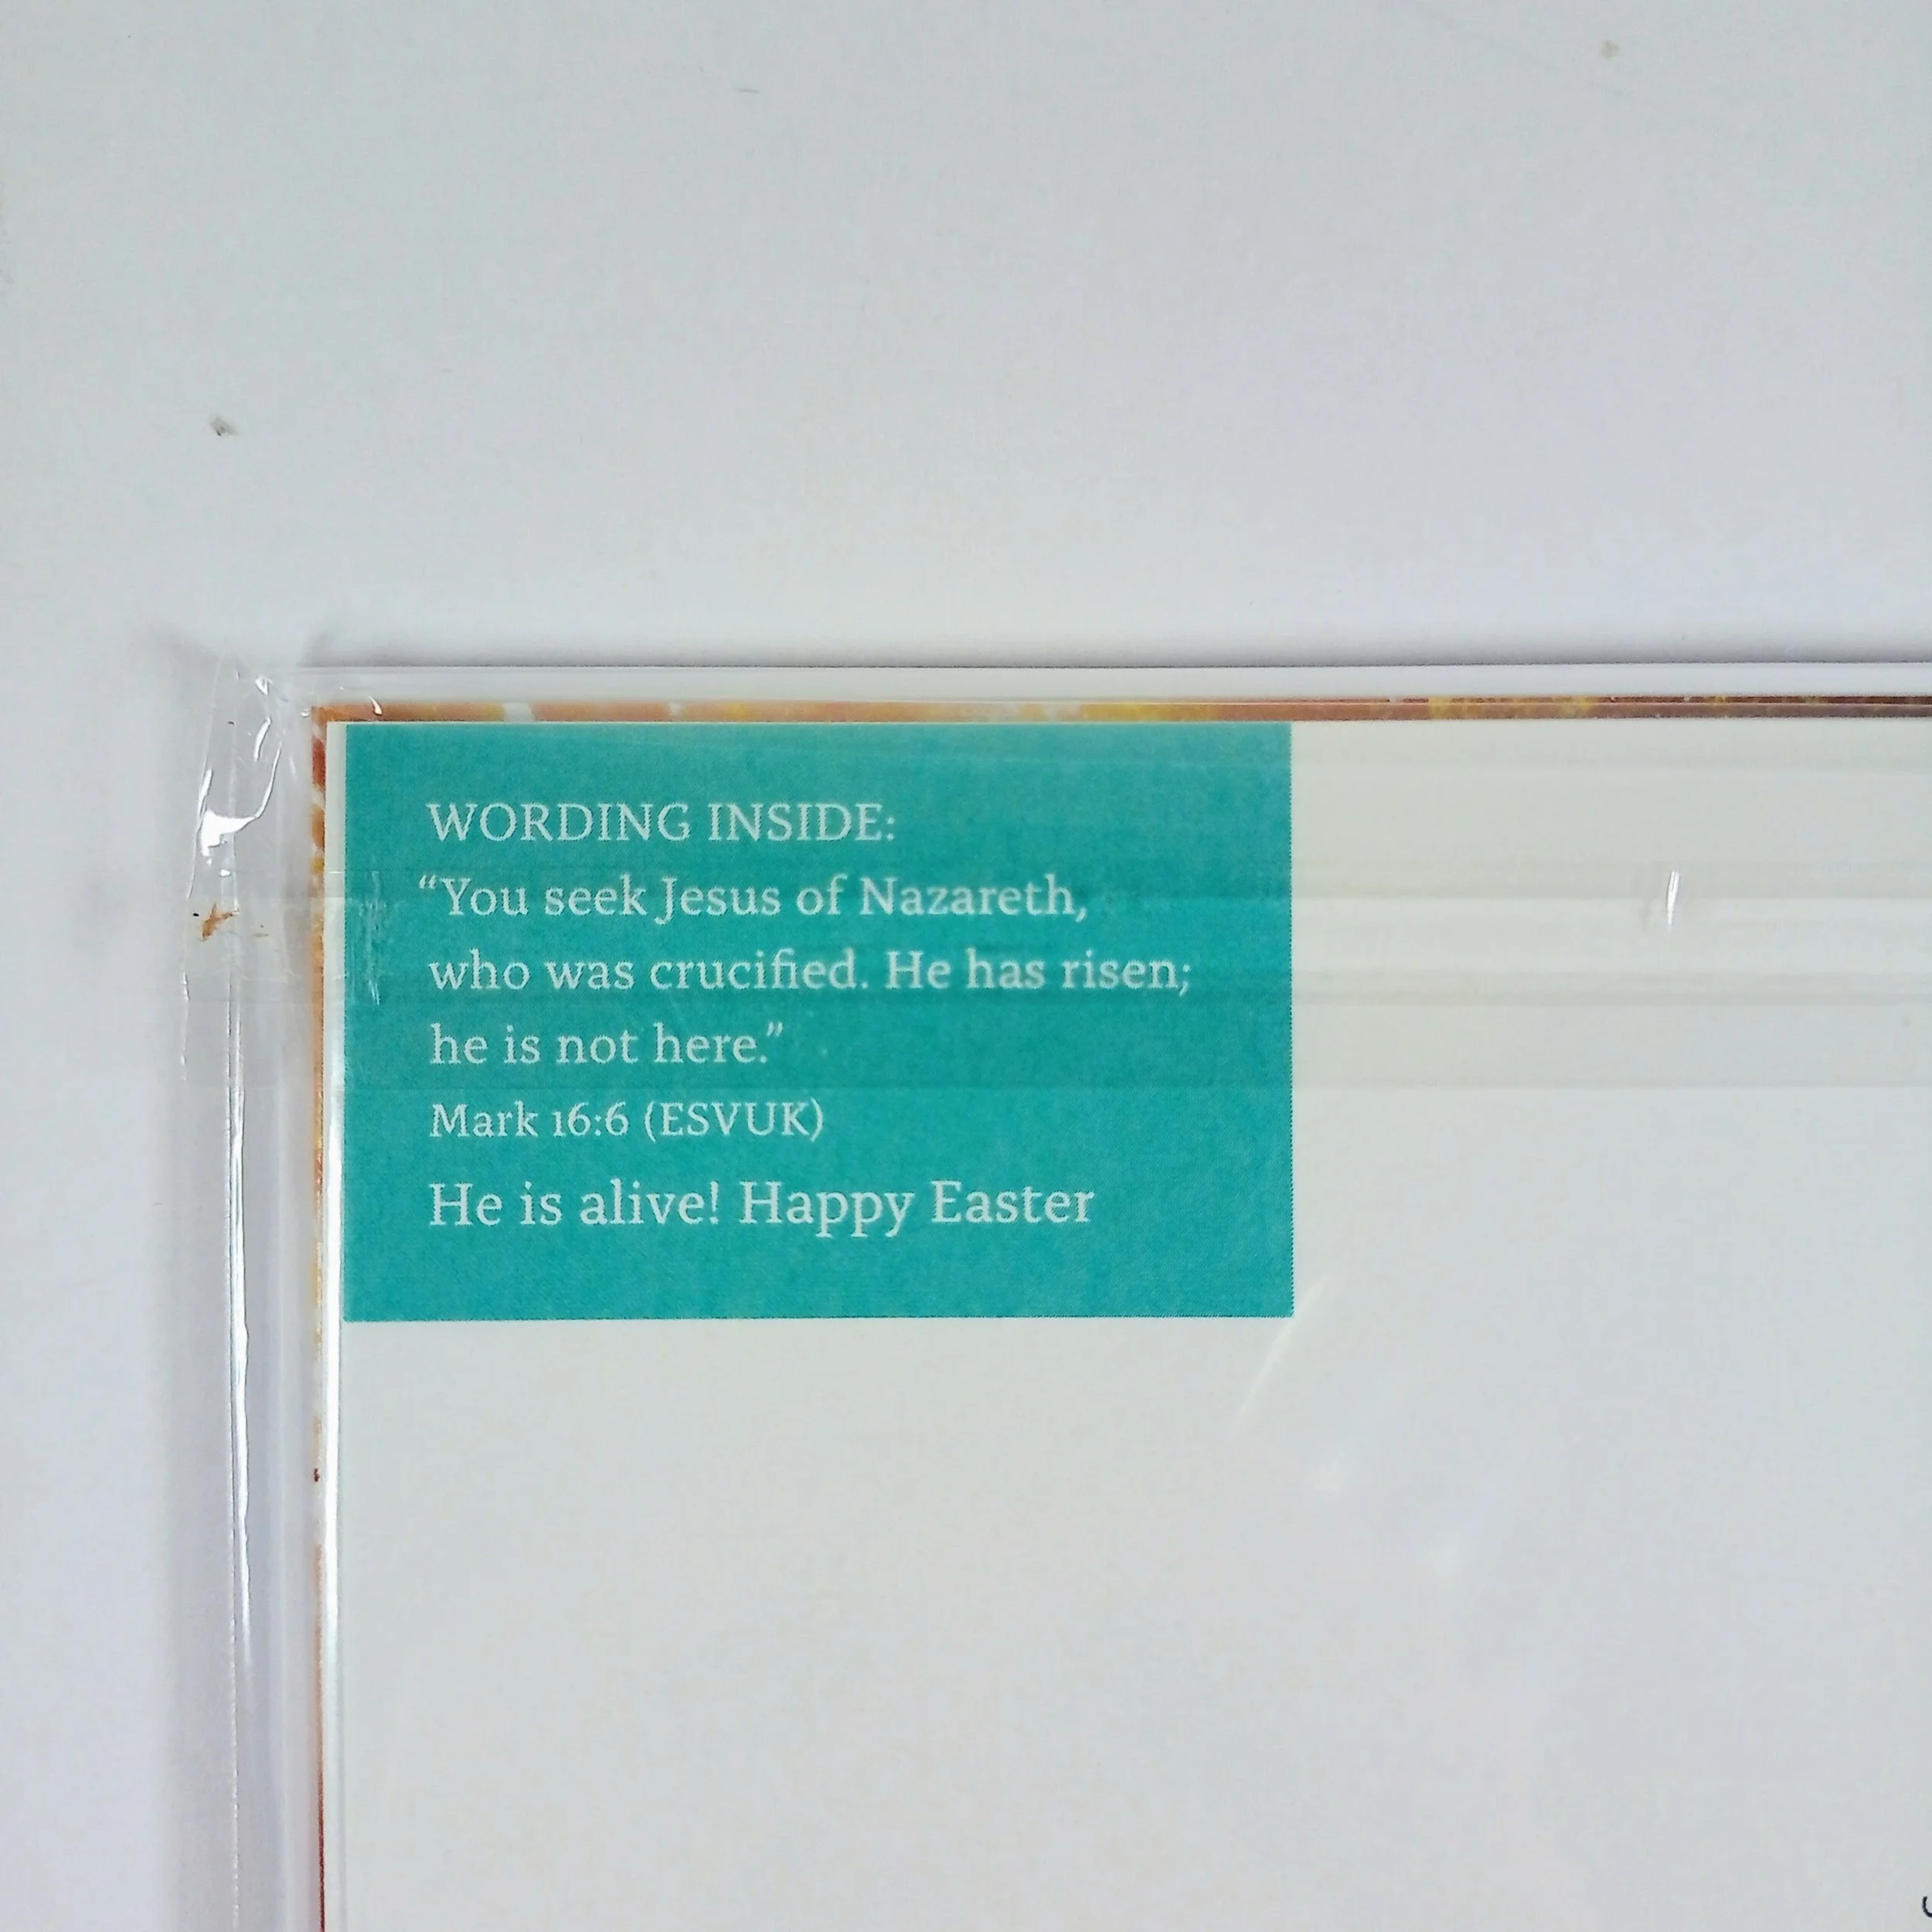 WORDING INSIDE:
“You seek Jesus of Nazareth,
who was crucified. He has risen;
he is not here.”
Mark 16:6 (ESVUK)
He is alive! Happy Easter